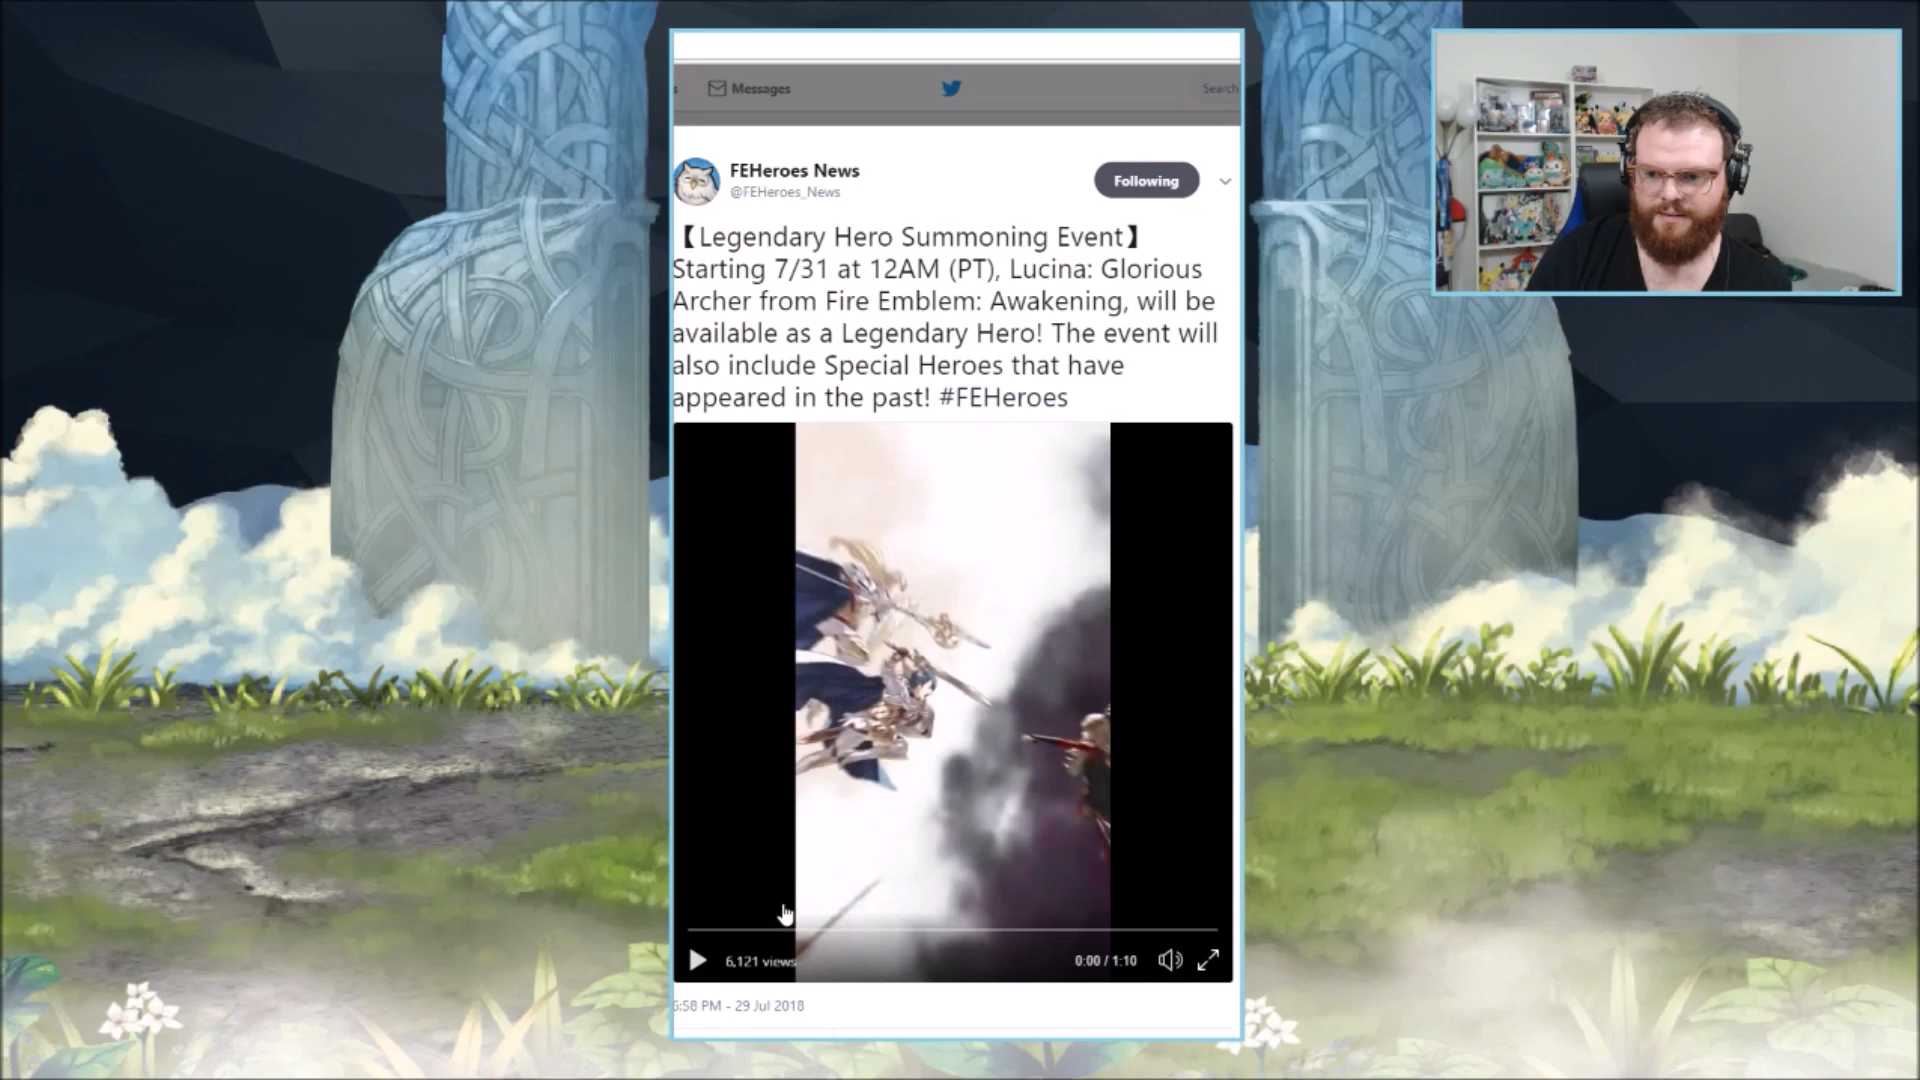 Messages
Search
FEHeroes News
@FEHeroes_News
Following
【Legendary Hero Summoning Event】
Starting 7/31 at 12AM (PT), Lucina: Glorious
Archer from Fire Emblem: Awakening, will be
available as a Legendary Hero! The event will
also include Special Heroes that have
appeared in the past! #FEHeroes
6,121 views
0:00 / 1:10
5:58 PM - 29 Jul 2018